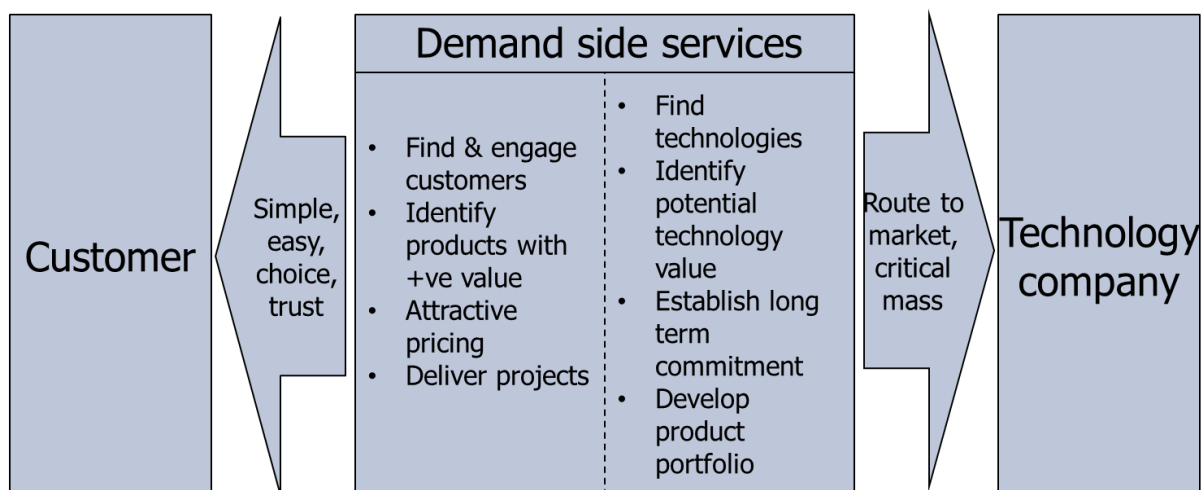 Demand side services
Customer
Simple,
easy,
choice,
trust
• Find & engage
customers
• Identify
products with
+ve value
• Attractive
pricing
• Deliver projects
• Find
technologies
• Identify
potential
technology
value
• Establish long
term
commitment
• Develop
product
portfolio
Route to
market,
critical
mass
Technology
company